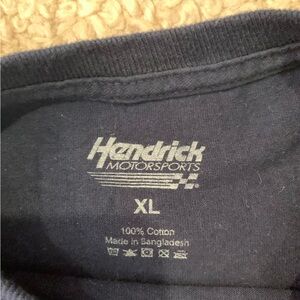 Hendrick
MOTORSPORTS
XL
100% Cotton
Made in Bangladesh